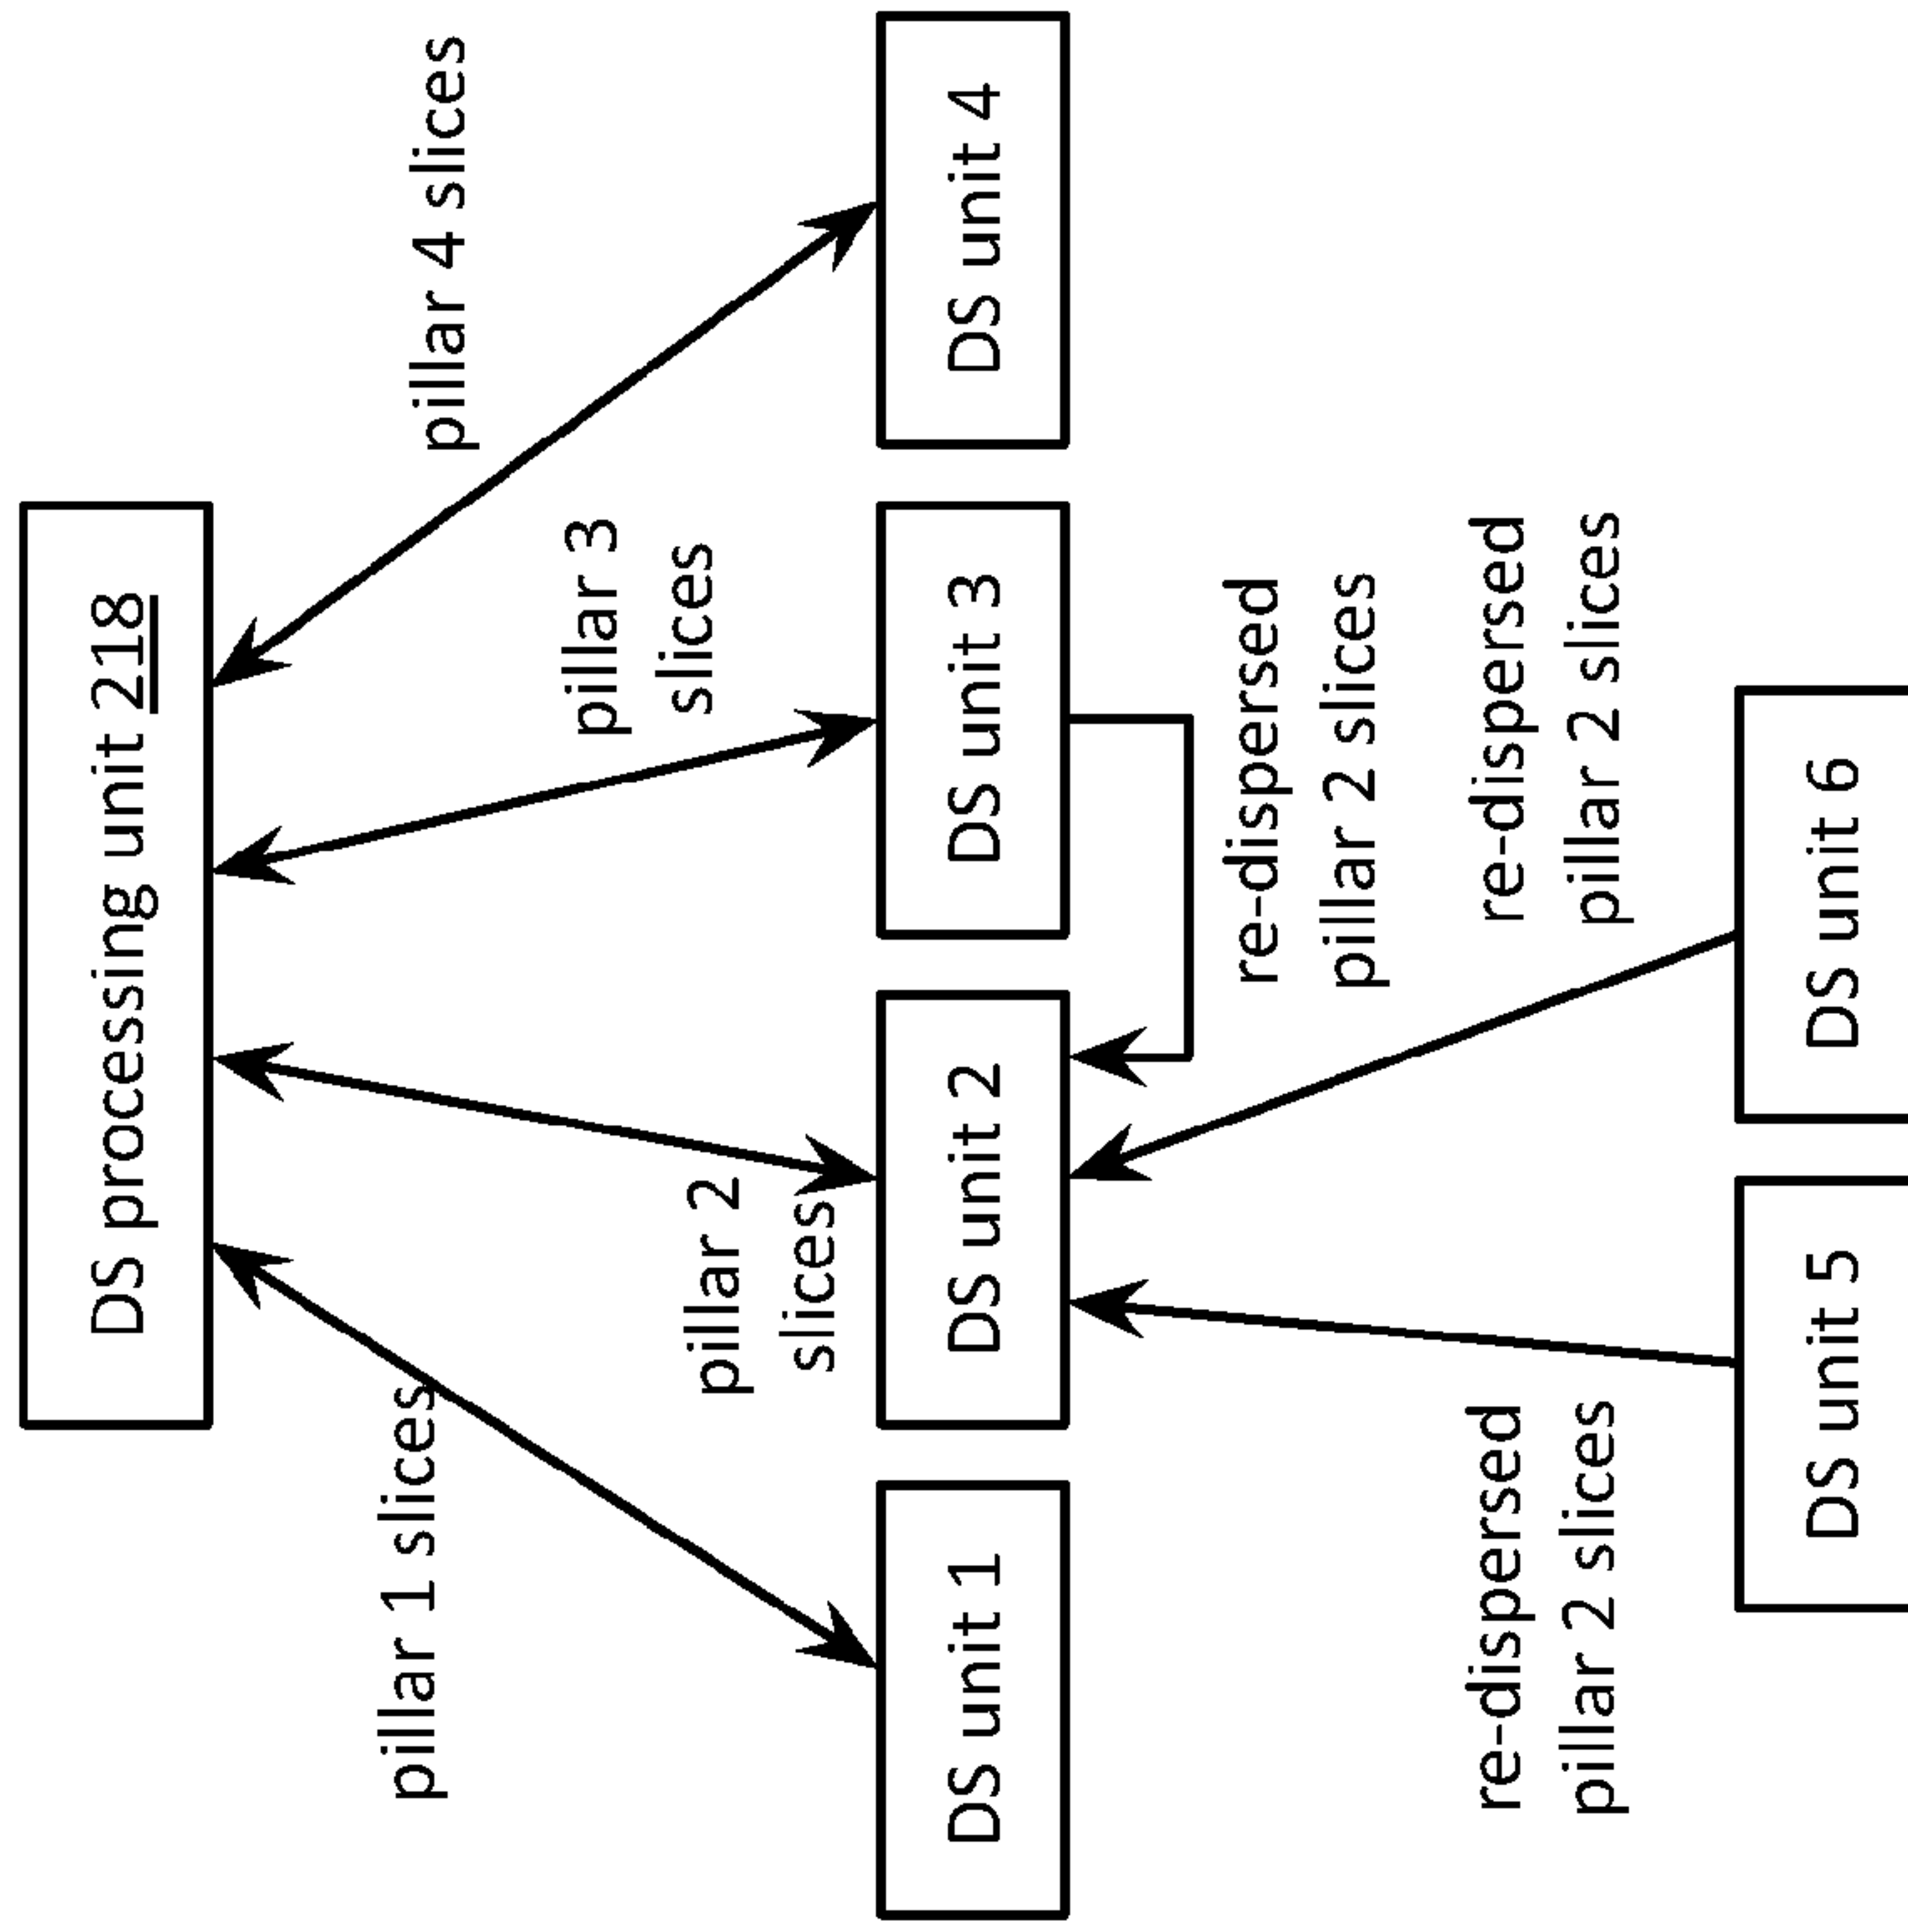 DS processing unit 218
pillar 1 slices
pillar 2
slices
pillar 3
slices
pillar 4 slices
DS unit 1
DS unit 2
DS unit 3
DS unit 4
re-dispersed
pillar 2 slices
re-dispersed
pillar 2 slices
re-dispersed
pillar 2 slices
DS unit 5
DS unit 6